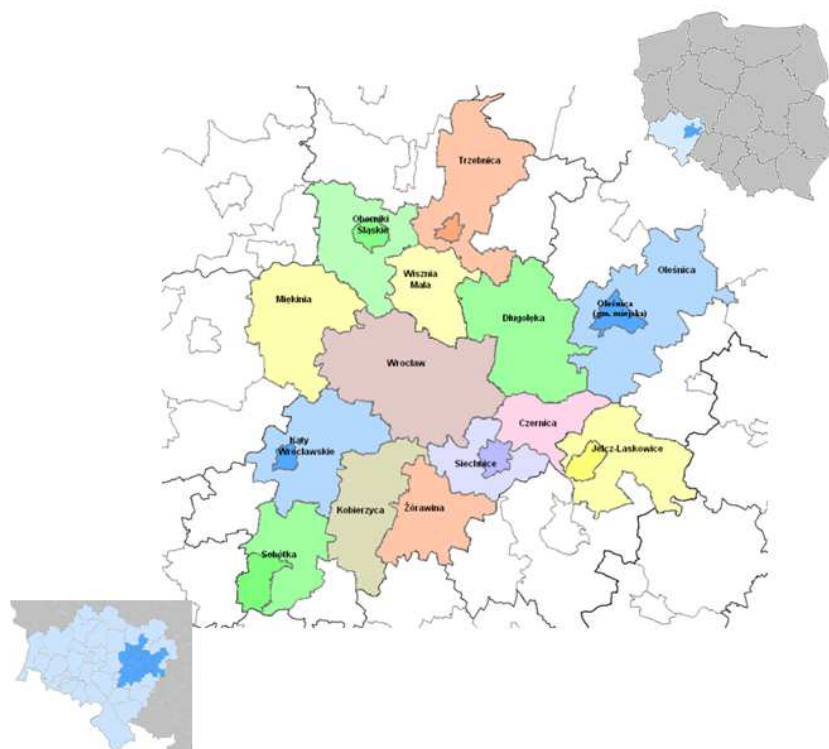 Trzebnica
Oborniki
Śląskie
Wisznia
Mała
Oleśnica
Miękinia
Oleśnica
(gm. miejska)
Długołęka
Wrocław
Czernica
Kąty
Wrocławskie
Siechnice
Jelcz-Laskowice
Kobierzyca
Żórawina
Sobótka